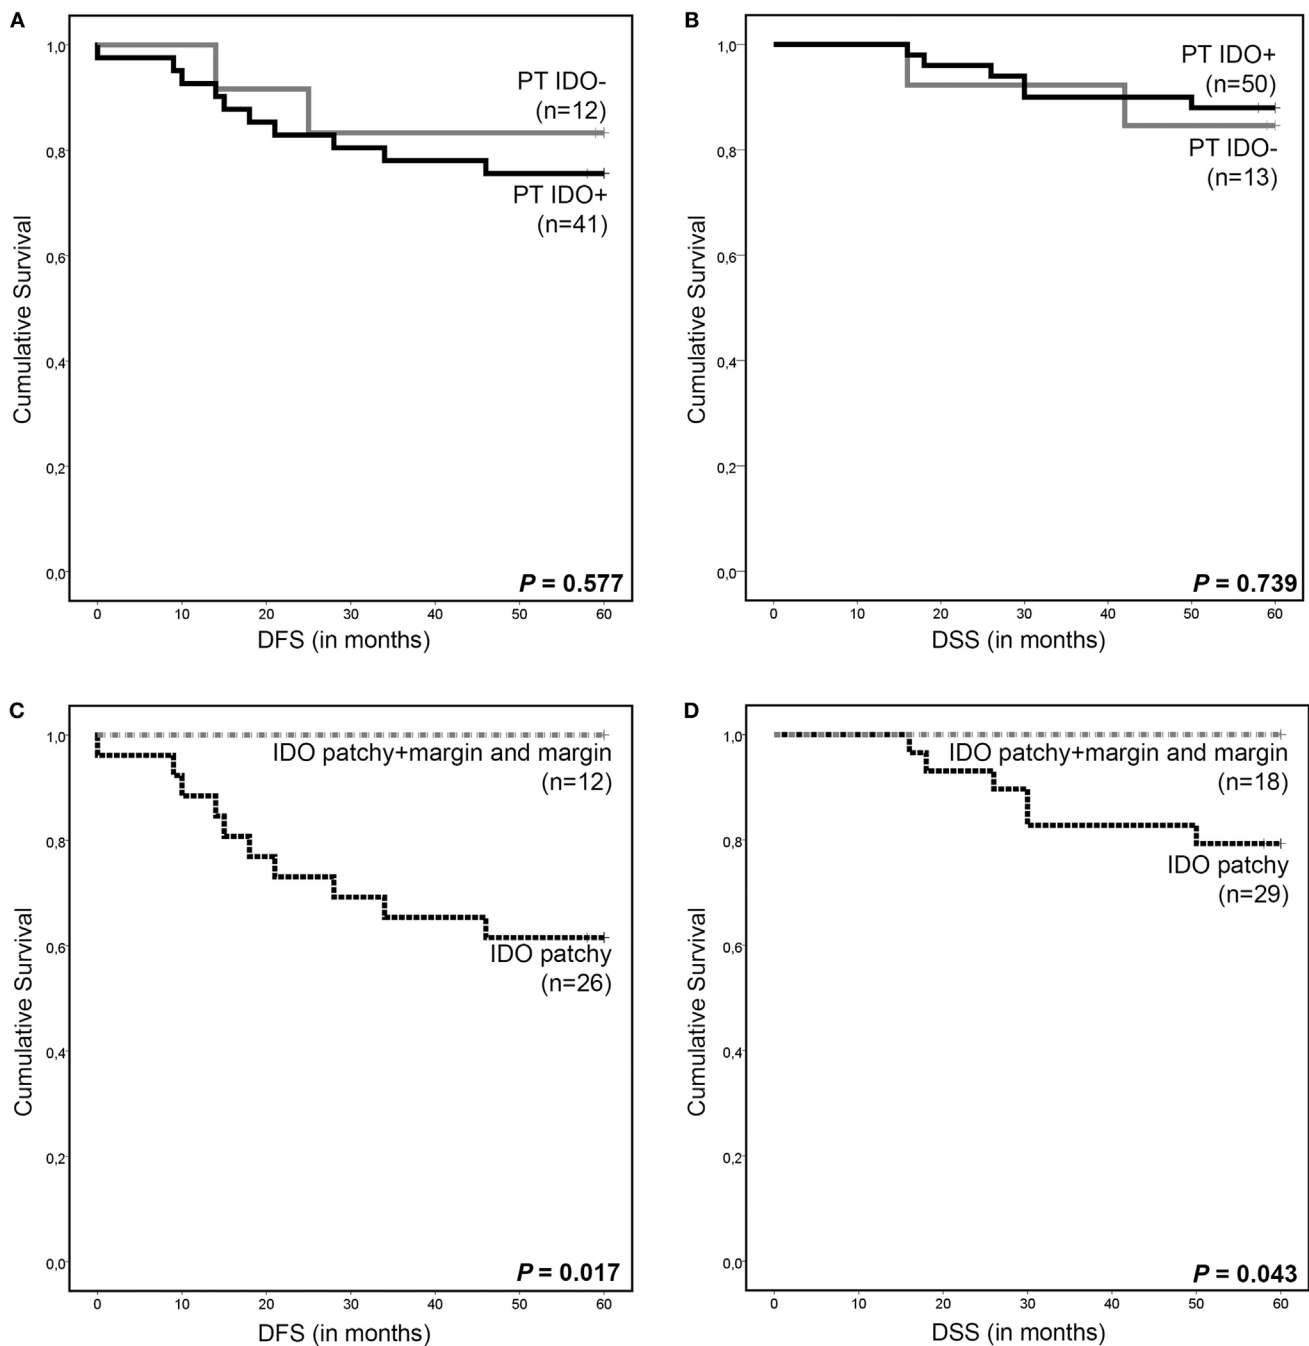 A
1,0
0,8
0,6
0,4
0,2
0,0
Cumulative Survival
PT IDO-
(n=12)
PT IDO+
(n=41)
P = 0.577
0 10 20 30 40 50 60
DFS (in months)
B
1,0
0,8
0,6
0,4
0,2
0,0
Cumulative Survival
PT IDO+
(n=50)
PT IDO-
(n=13)
P = 0.739
0 10 20 30 40 50 60
DSS (in months)
C
1,0
0,8
0,6
0,4
0,2
0,0
Cumulative Survival
IDO patchy+margin and margin
(n=12)
IDO patchy
(n=26)
P = 0.017
0 10 20 30 40 50 60
DFS (in months)
D
1,0
0,8
0,6
0,4
0,2
0,0
Cumulative Survival
IDO patchy+margin and margin
(n=18)
IDO patchy
(n=29)
P = 0.043
0 10 20 30 40 50 60
DSS (in months)